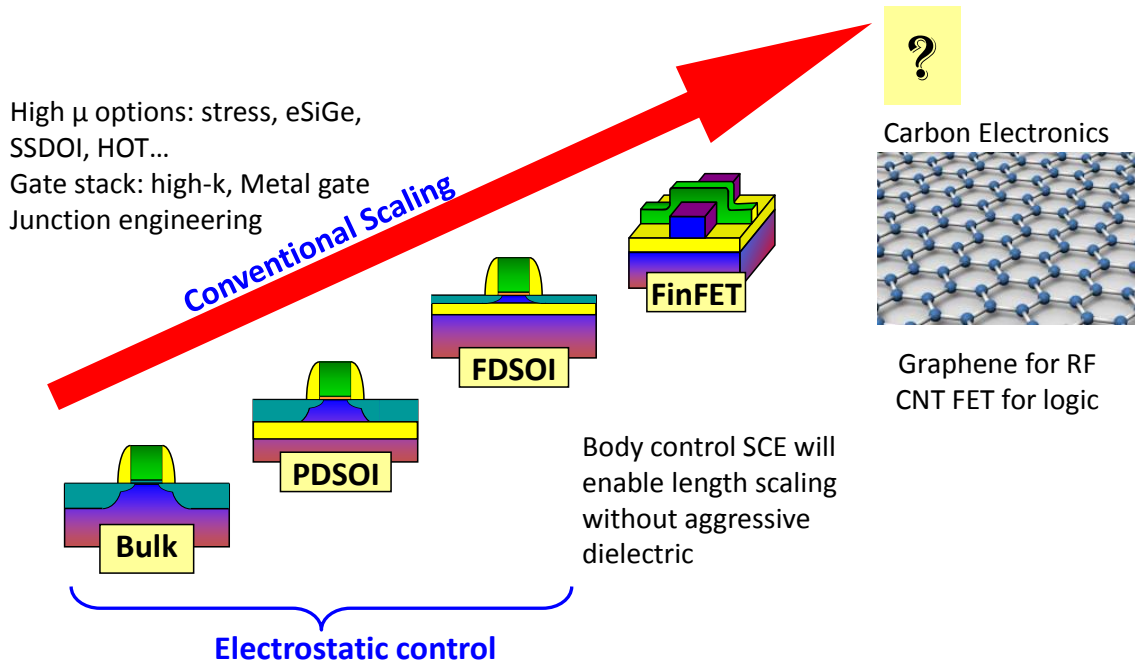 ?
High μ options: stress, eSiGe,
SSDOI, HOT…
Gate stack: high-k, Metal gate
Junction engineering
Carbon Electronics
Conventional Scaling
FinFET
FDSOI
Graphene for RF
CNT FET for logic
PDSOI
Body control SCE will
enable length scaling
without aggressive
dielectric
Bulk
Electrostatic control